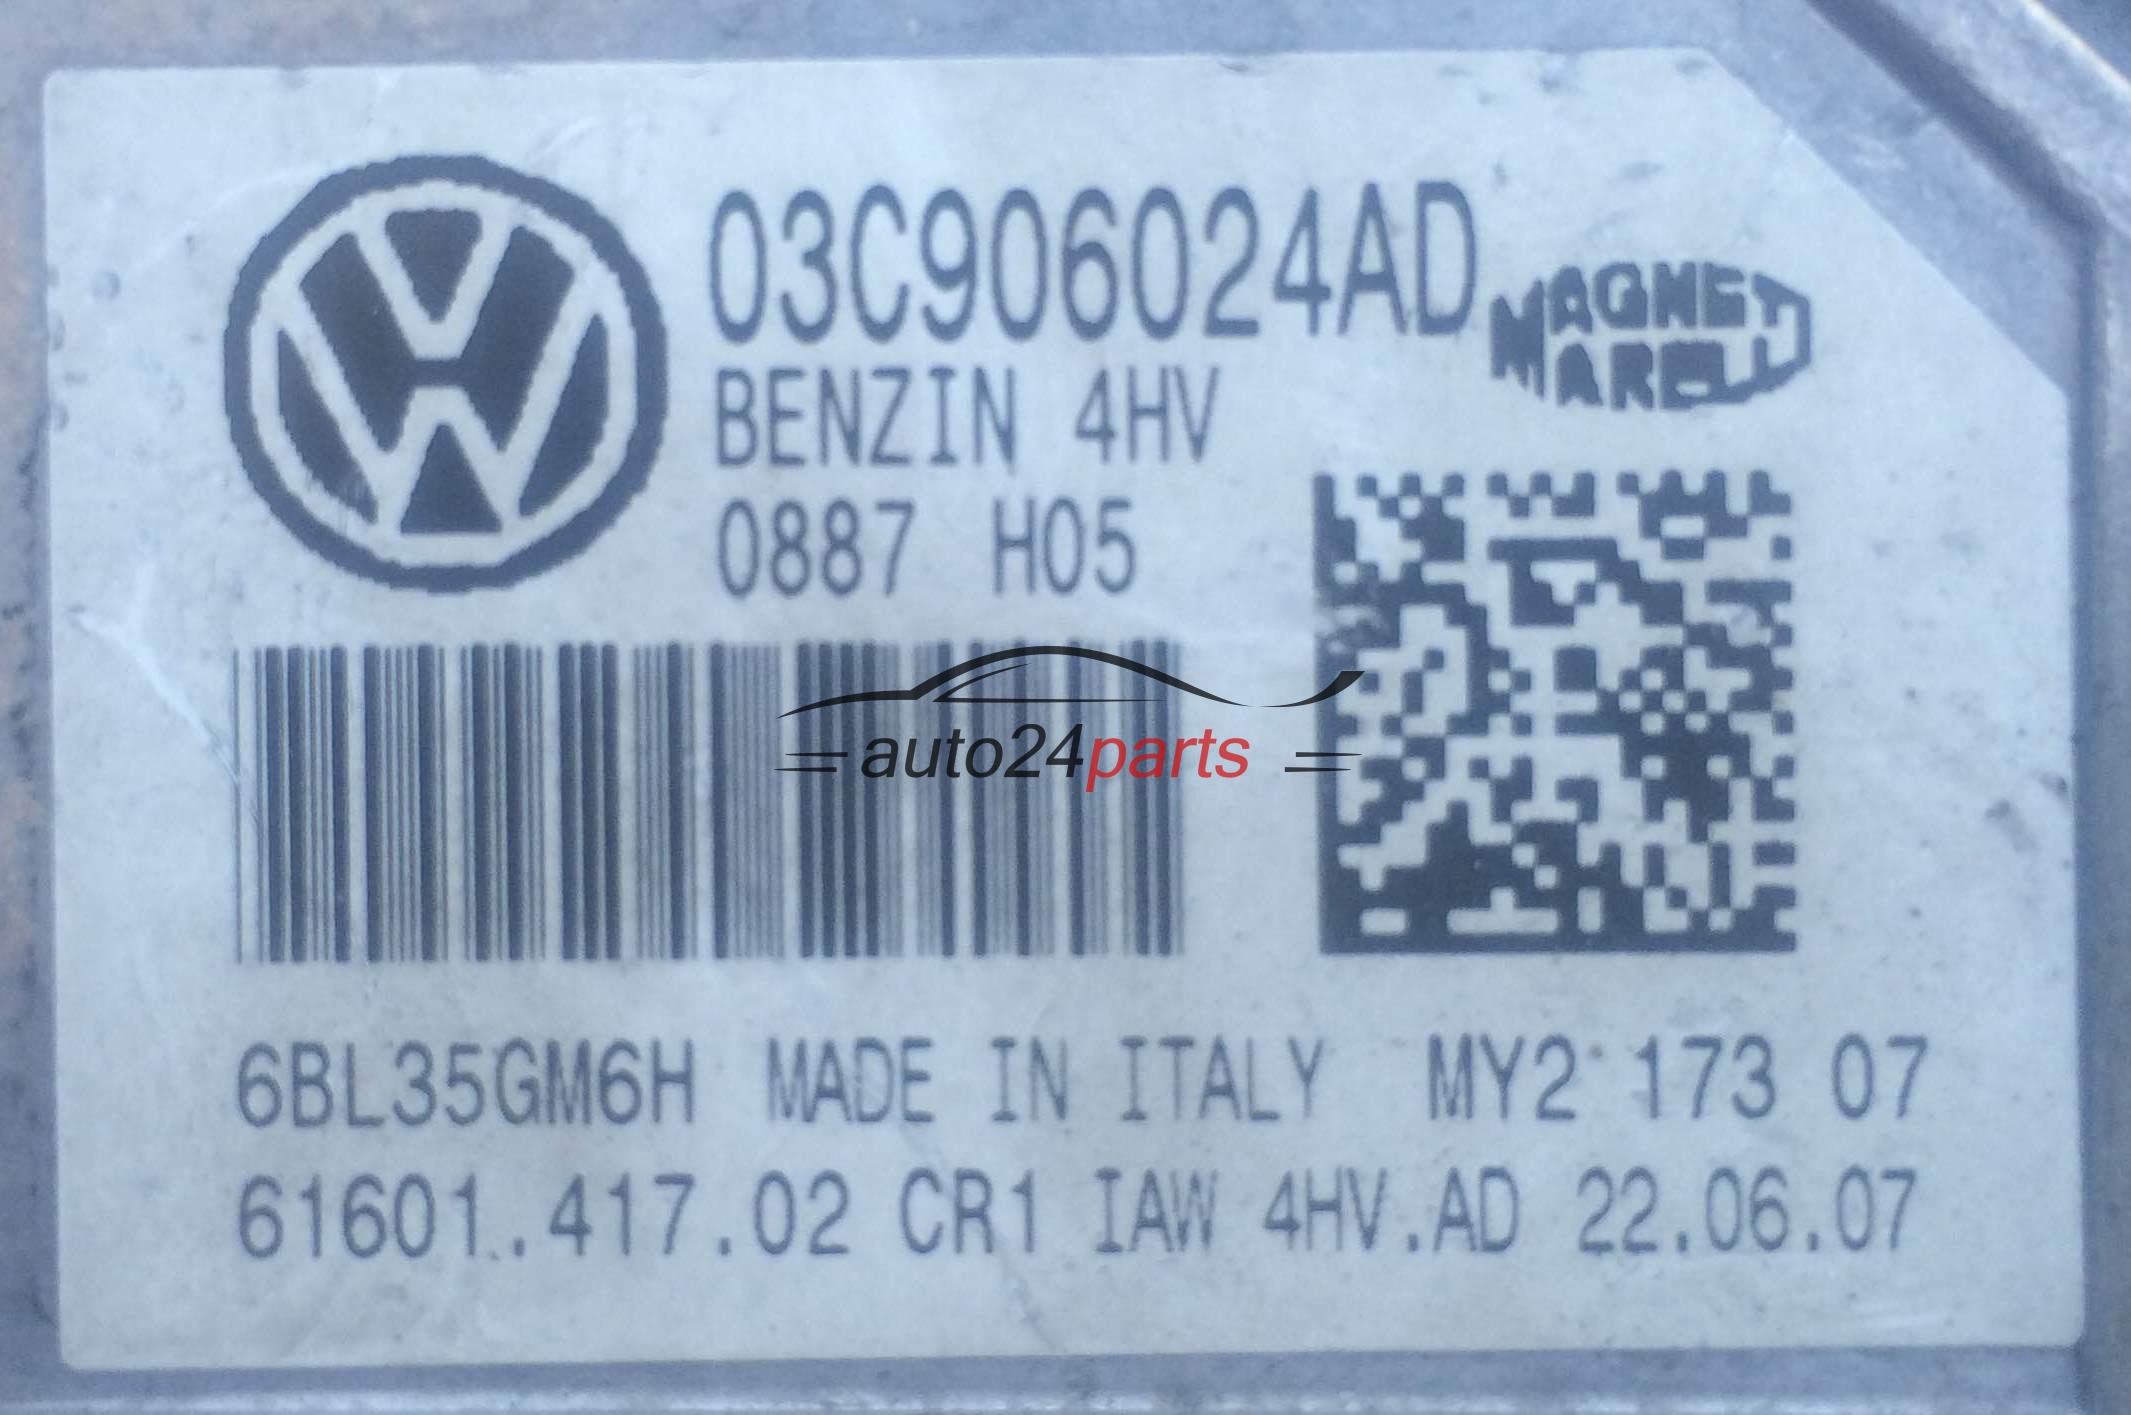 03C906024AD
MAGNETI
MARELLI
BENZIN 4HV
0887 H05
auto24parts
6BL35GM6H MADE IN ITALY MY2 173 07
61601.417.02 CR1 IAW 4HV.AD 22.06.07